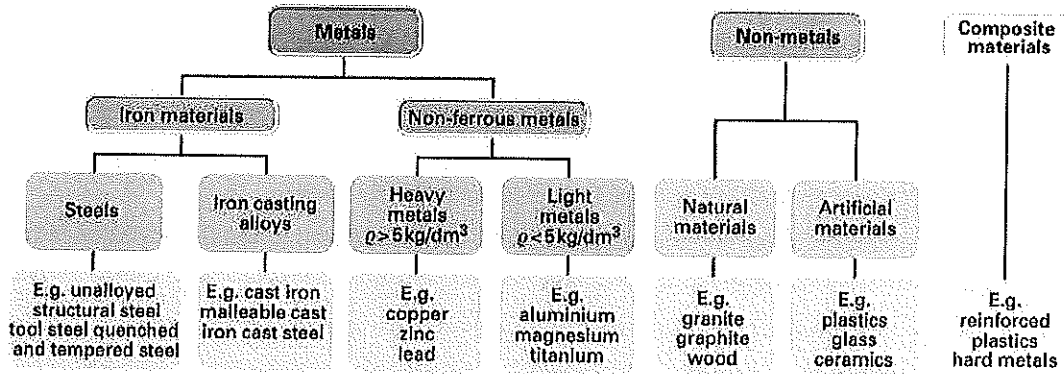 Metals
Non-metals
Composite
materials
Iron materials
Non-ferrous metals
Steels
Iron casting
alloys
Heavy
metals
ϱ>5kg/dm³
Light
metals
ϱ<5kg/dm³
Natural
materials
Artificial
materials
E.g. unalloyed
structural steel
tool steel quenched
and tempered steel
E.g. cast iron
malleable cast
iron cast steel
E.g.
copper
zinc
lead
E.g.
aluminium
magnesium
titanium
E.g.
granite
graphite
wood
E.g.
plastics
glass
ceramics
E.g.
reinforced
plastics
hard metals